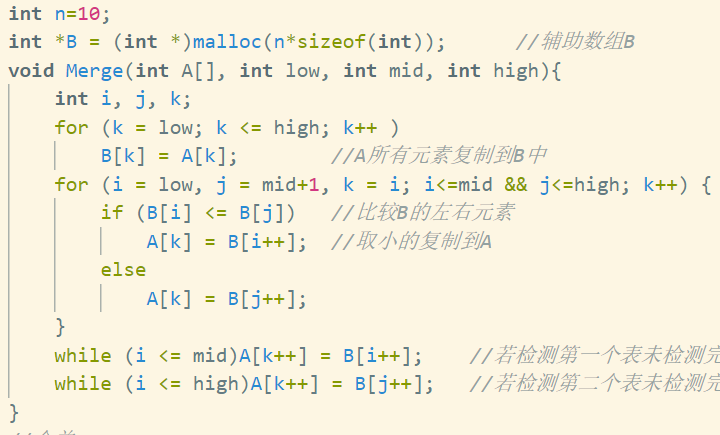 int n=10;
int *B = (int *)malloc(n*sizeof(int));      //辅助数组B
void Merge(int A[], int low, int mid, int high){
    int i, j, k;
    for (k = low; k <= high; k++ )
        B[k] = A[k];        //A所有元素复制到B中
    for (i = low, j = mid+1, k = i; i<=mid && j<=high; k++) {
        if (B[i] <= B[j])   //比较B的左右元素
            A[k] = B[i++];  //取小的复制到A
        else
            A[k] = B[j++];
    }
    while (i <= mid)A[k++] = B[i++];    //若检测第一个表未检测完
    while (i <= high)A[k++] = B[j++];   //若检测第二个表未检测完
}